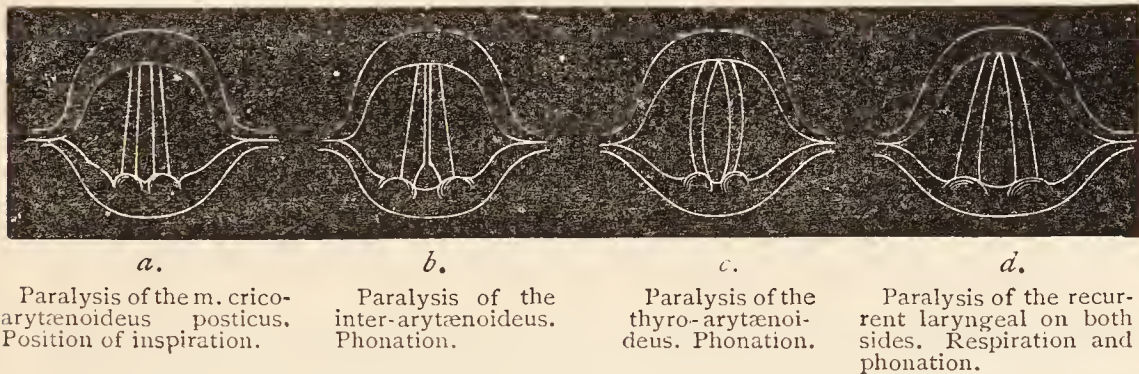 a.
Paralysis of the m. crico-
arytænoideus posticus.
Position of inspiration.
b.
Paralysis of the
inter-arytænoideus.
Phonation.
c.
Paralysis of the
thyro-arytænoi-
deus. Phonation.
d.
Paralysis of the recur-
rent laryngeal on both
sides. Respiration and
phonation.